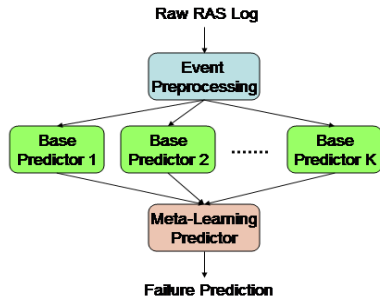 Raw RAS Log
Event
Preprocessing
Base
Predictor 1
Base
Predictor 2
.......
Base
Predictor K
Meta-Learning
Predictor
Failure Prediction